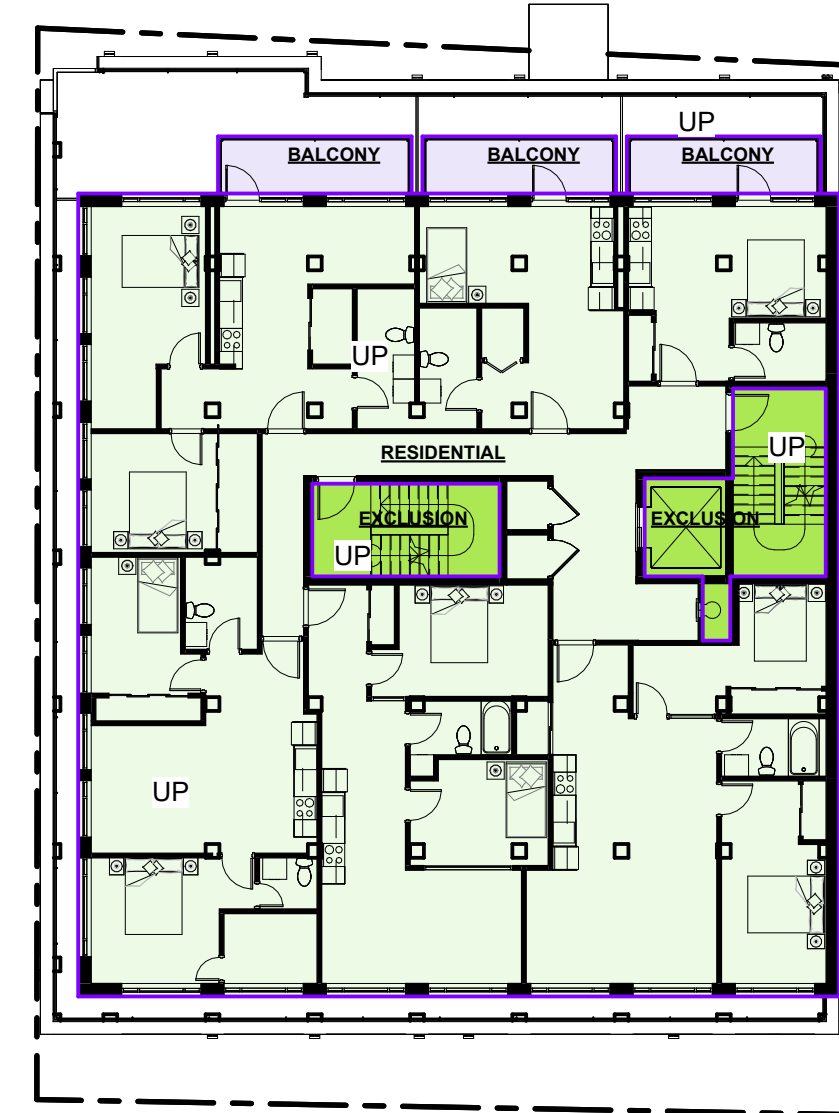 UP
BALCONY
BALCONY
BALCONY
UP
RESIDENTIAL
UP
EXCLUSION
EXCLUSION
UP
UP